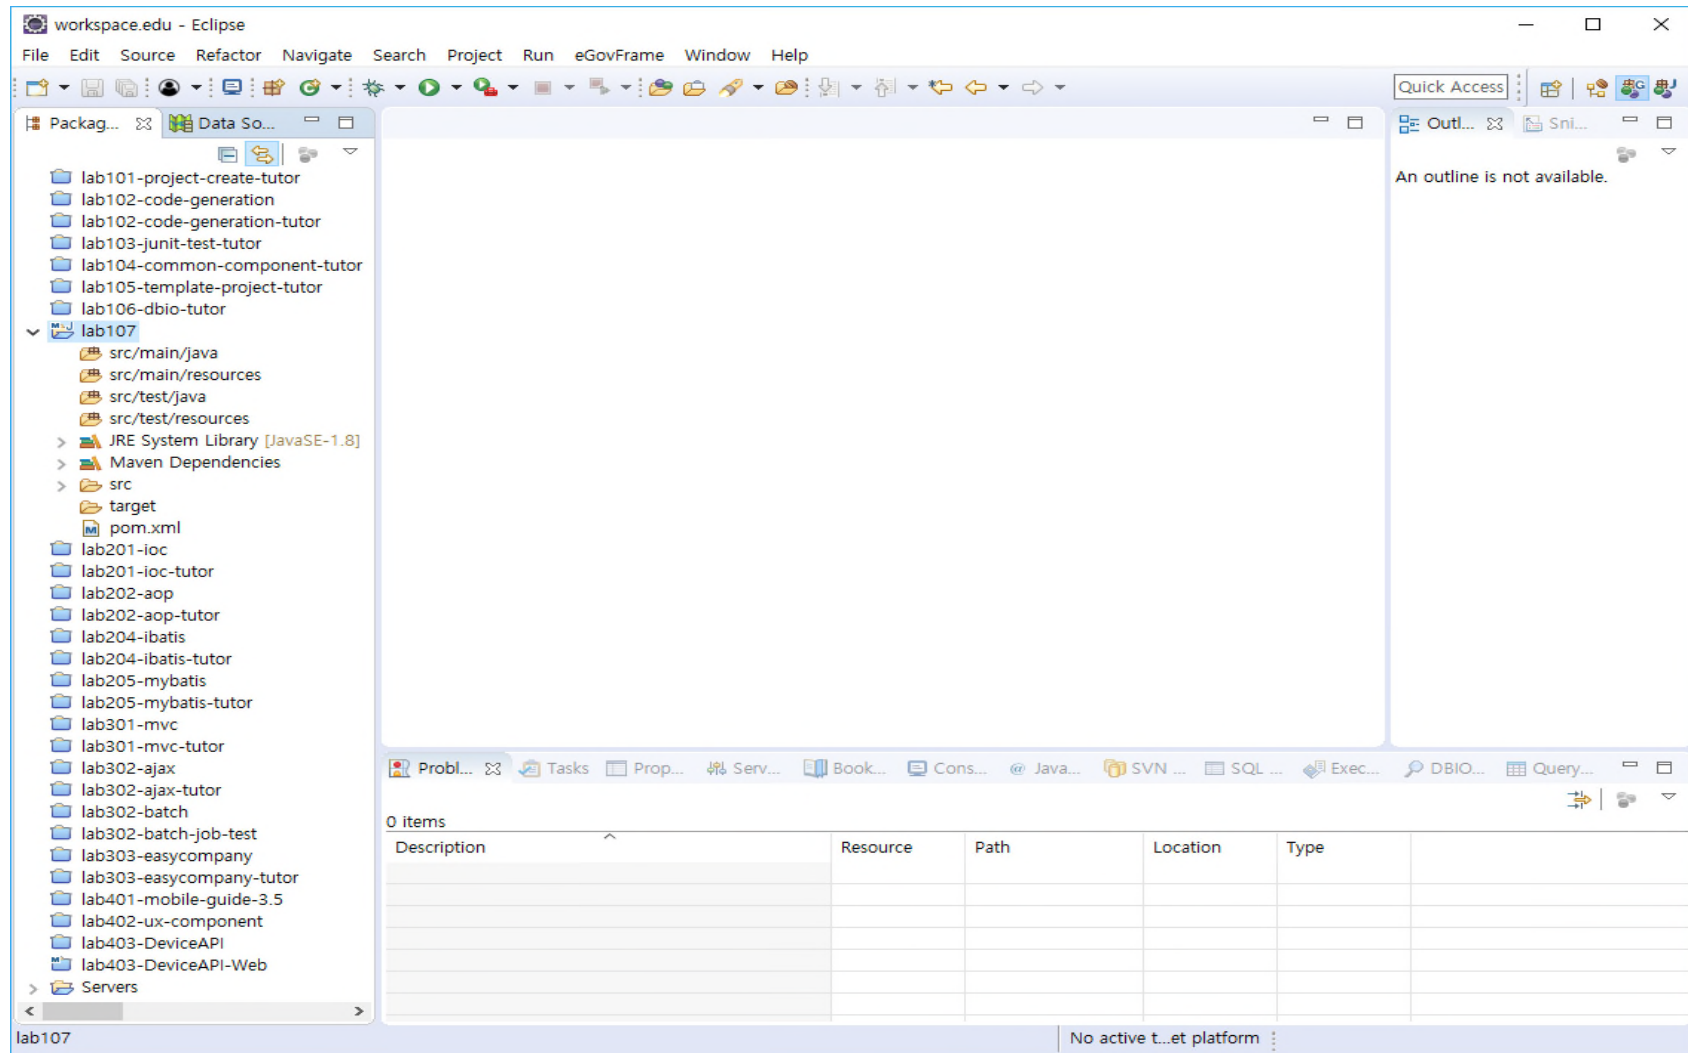 workspace.edu - Eclipse
File Edit Source Refactor Navigate Search Project Run eGovFrame Window Help
Quick Access
Packag...
Data So...
lab101-project-create-tutor
lab102-code-generation
lab102-code-generation-tutor
lab103-junit-test-tutor
lab104-common-component-tutor
lab105-template-project-tutor
lab106-dbio-tutor
lab107
src/main/java
src/main/resources
src/test/java
src/test/resources
JRE System Library [JavaSE-1.8]
Maven Dependencies
src
target
pom.xml
lab201-ioc
lab201-ioc-tutor
lab202-aop
lab202-aop-tutor
lab204-ibatis
lab204-ibatis-tutor
lab205-mybatis
lab205-mybatis-tutor
lab301-mvc
lab301-mvc-tutor
lab302-ajax
lab302-ajax-tutor
lab302-batch
lab302-batch-job-test
lab303-easycompany
lab303-easycompany-tutor
lab401-mobile-guide-3.5
lab402-ux-component
lab403-DeviceAPI
lab403-DeviceAPI-Web
Servers
Outl... Sni...
An outline is not available.
Probl... Tasks Prop... Serv... Book... Cons... Java... SVN ... SQL ... Exec... DBIO... Query...
0 items
Description Resource Path Location Type
lab107
No active t...et platform